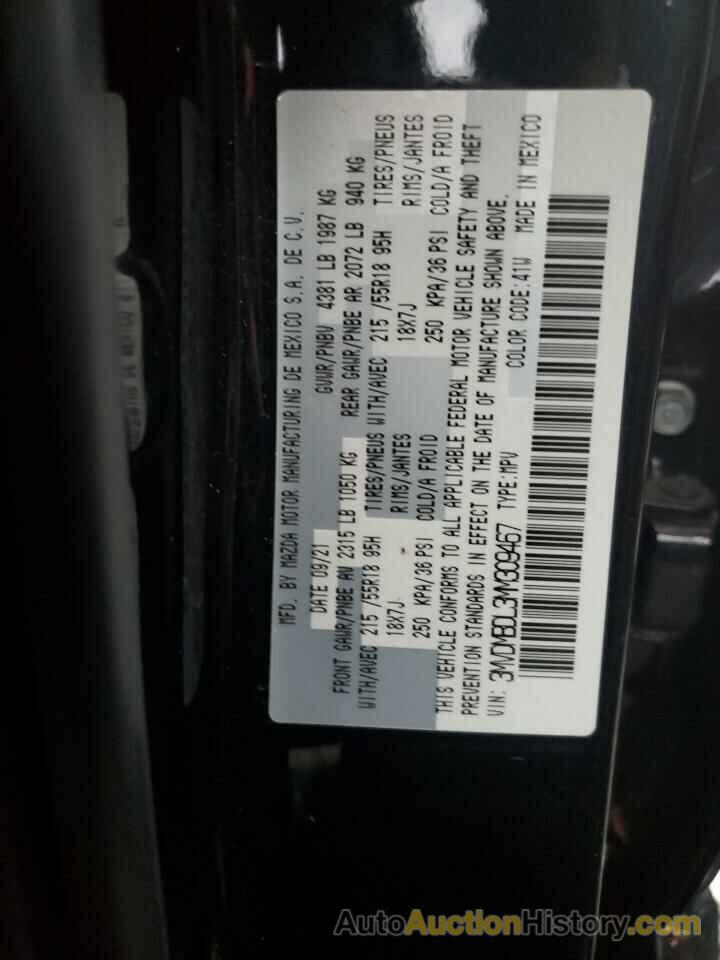 MFD. BY MAZDA MOTOR MANUFACTURING DE MEXICO S.A. DE C.V.
DATE 09/21 GVWR/PNBV 4381 LB 1987 KG
FRONT GAWR/PNBE AV 2315 LB 1050 KG REAR GAWR/PNBE AR 2072 LB 940 KG
WITH/AVEC 215 /55R18 95H TIRES/PNEUS WITH/AVEC 215 /55R18 95H TIRES/PNEUS
18X7J RIMS/JANTES 18X7J RIMS/JANTES
250 KPA/36 PSI COLD/A FROID 250 KPA/36 PSI COLD/A FROID
THIS VEHICLE CONFORMS TO ALL APPLICABLE FEDERAL MOTOR VEHICLE SAFETY AND THEFT
PREVENTION STANDARDS IN EFFECT ON THE DATE OF MANUFACTURE SHOWN ABOVE.
VIN: 3MVDMBDL3MM309467 TYPE:MPV COLOR CODE:41W MADE IN MEXICO
AutoAuctionHistory.com